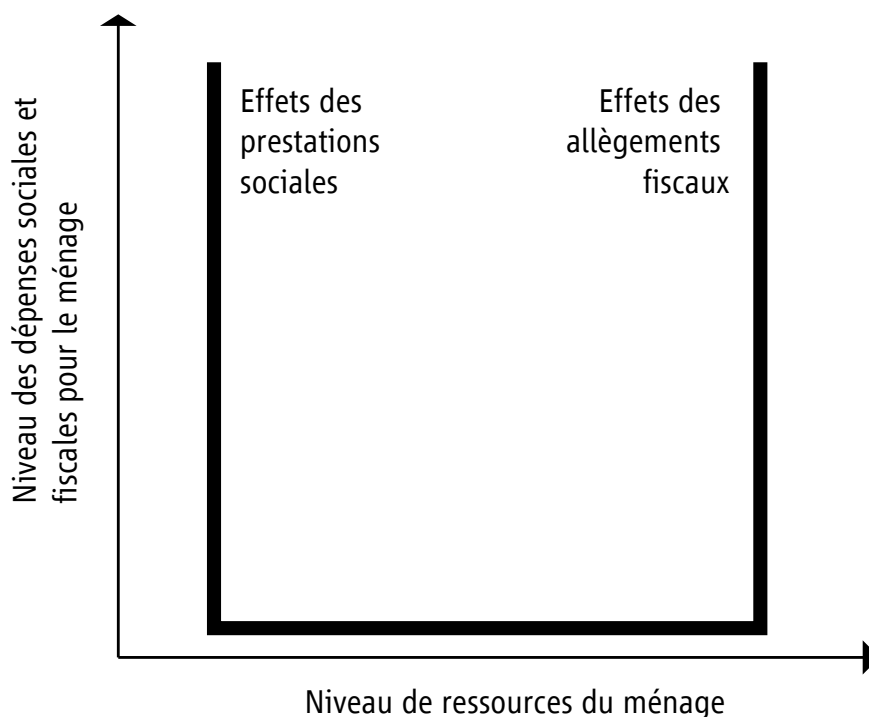 Niveau des dépenses sociales et
fiscales pour le ménage
Effets des
prestations
sociales
Effets des
allègements
fiscaux
Niveau de ressources du ménage